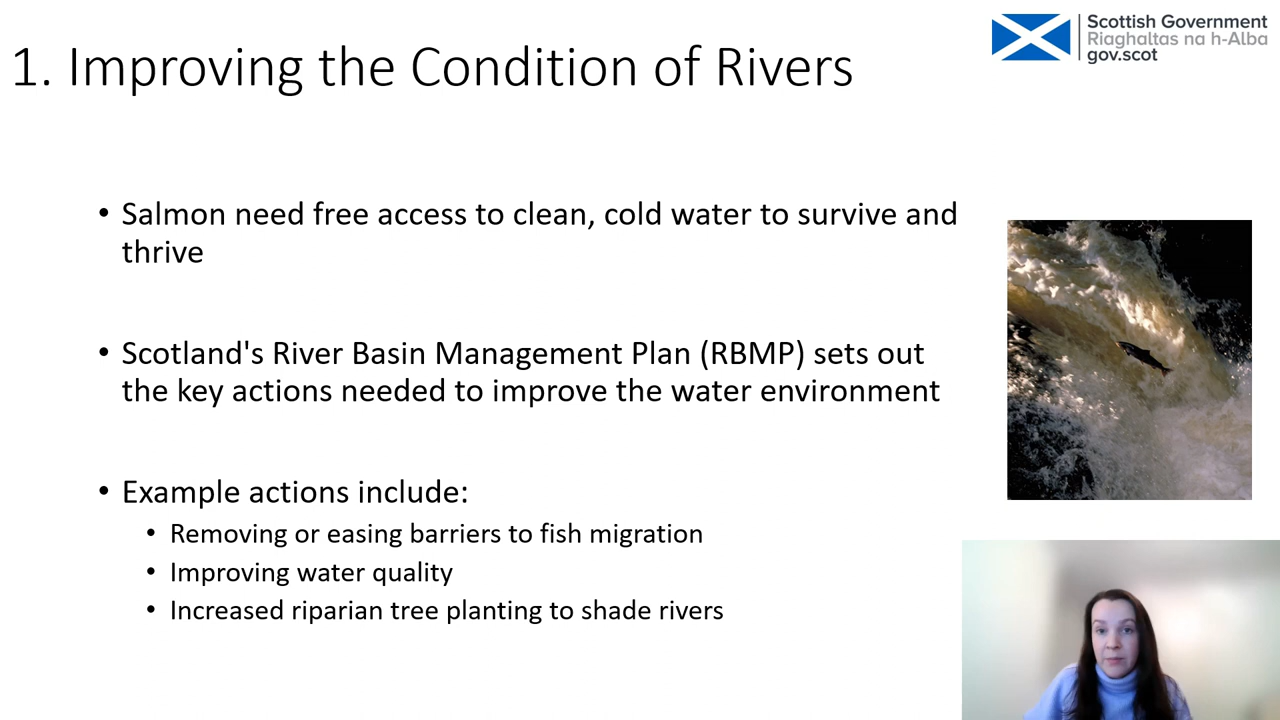 1. Improving the Condition of Rivers
Scottish Government
Riaghaltas na h-Alba
gov.scot
• Salmon need free access to clean, cold water to survive and
thrive
• Scotland's River Basin Management Plan (RBMP) sets out
the key actions needed to improve the water environment
• Example actions include:
• Removing or easing barriers to fish migration
• Improving water quality
• Increased riparian tree planting to shade rivers